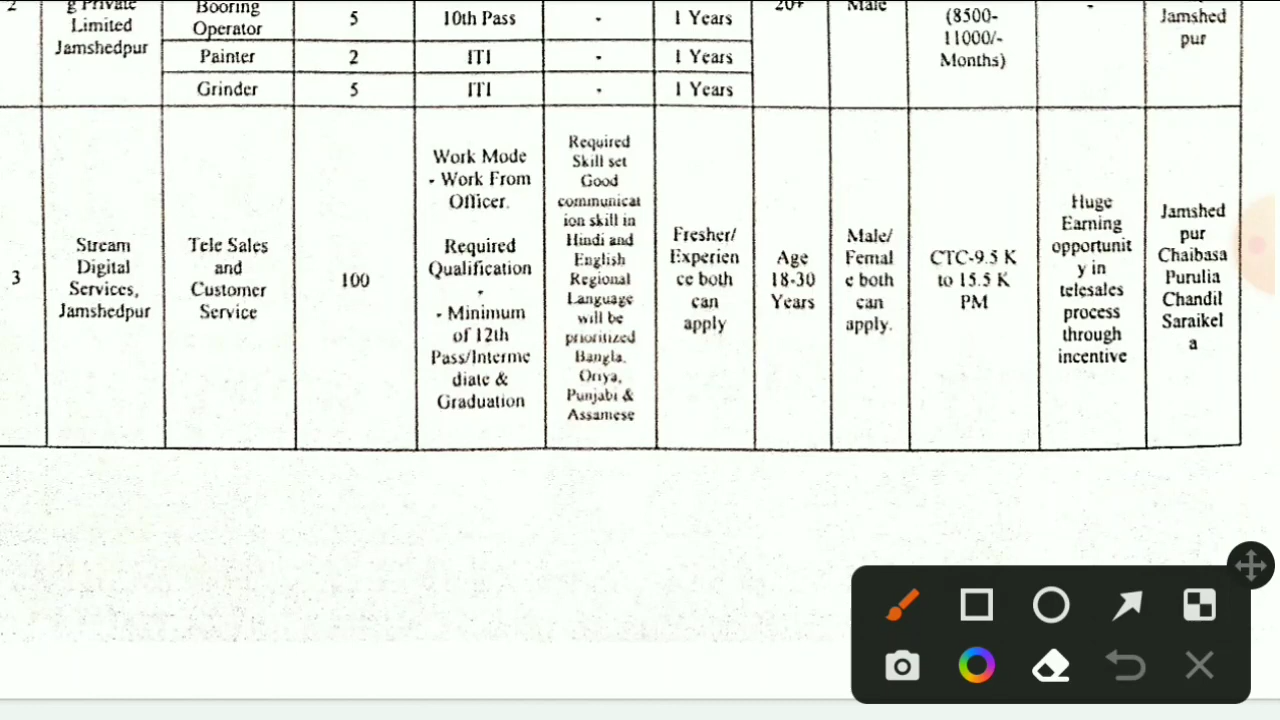 2
g Private
Limited
Jamshedpur
Booring
Operator
5
10th Pass
-
1 Years
20+
Male
(8500-
11000/-
Months)
-
Jamshed
pur
Painter
2
ITI
-
1 Years
Grinder
5
ITI
-
1 Years
3
Stream
Digital
Services,
Jamshedpur
Tele Sales
and
Customer
Service
100
Work Mode
- Work From
Officer.
Required
Qualification
-
- Minimum
of 12th
Pass/Interme
diate &
Graduation
Required
Skill set
Good
communicat
ion skill in
Hindi and
English
Regional
Language
will be
prioritized
Bangla,
Oriya,
Punjabi &
Assamese
Fresher/
Experien
ce both
can
apply
Age
18-30
Years
Male/
Femal
e both
can
apply.
CTC-9.5 K
to 15.5 K
PM
Huge
Earning
opportunit
y in
telesales
process
through
incentive
Jamshed
pur
Chaibasa
Purulia
Chandil
Saraikel
a